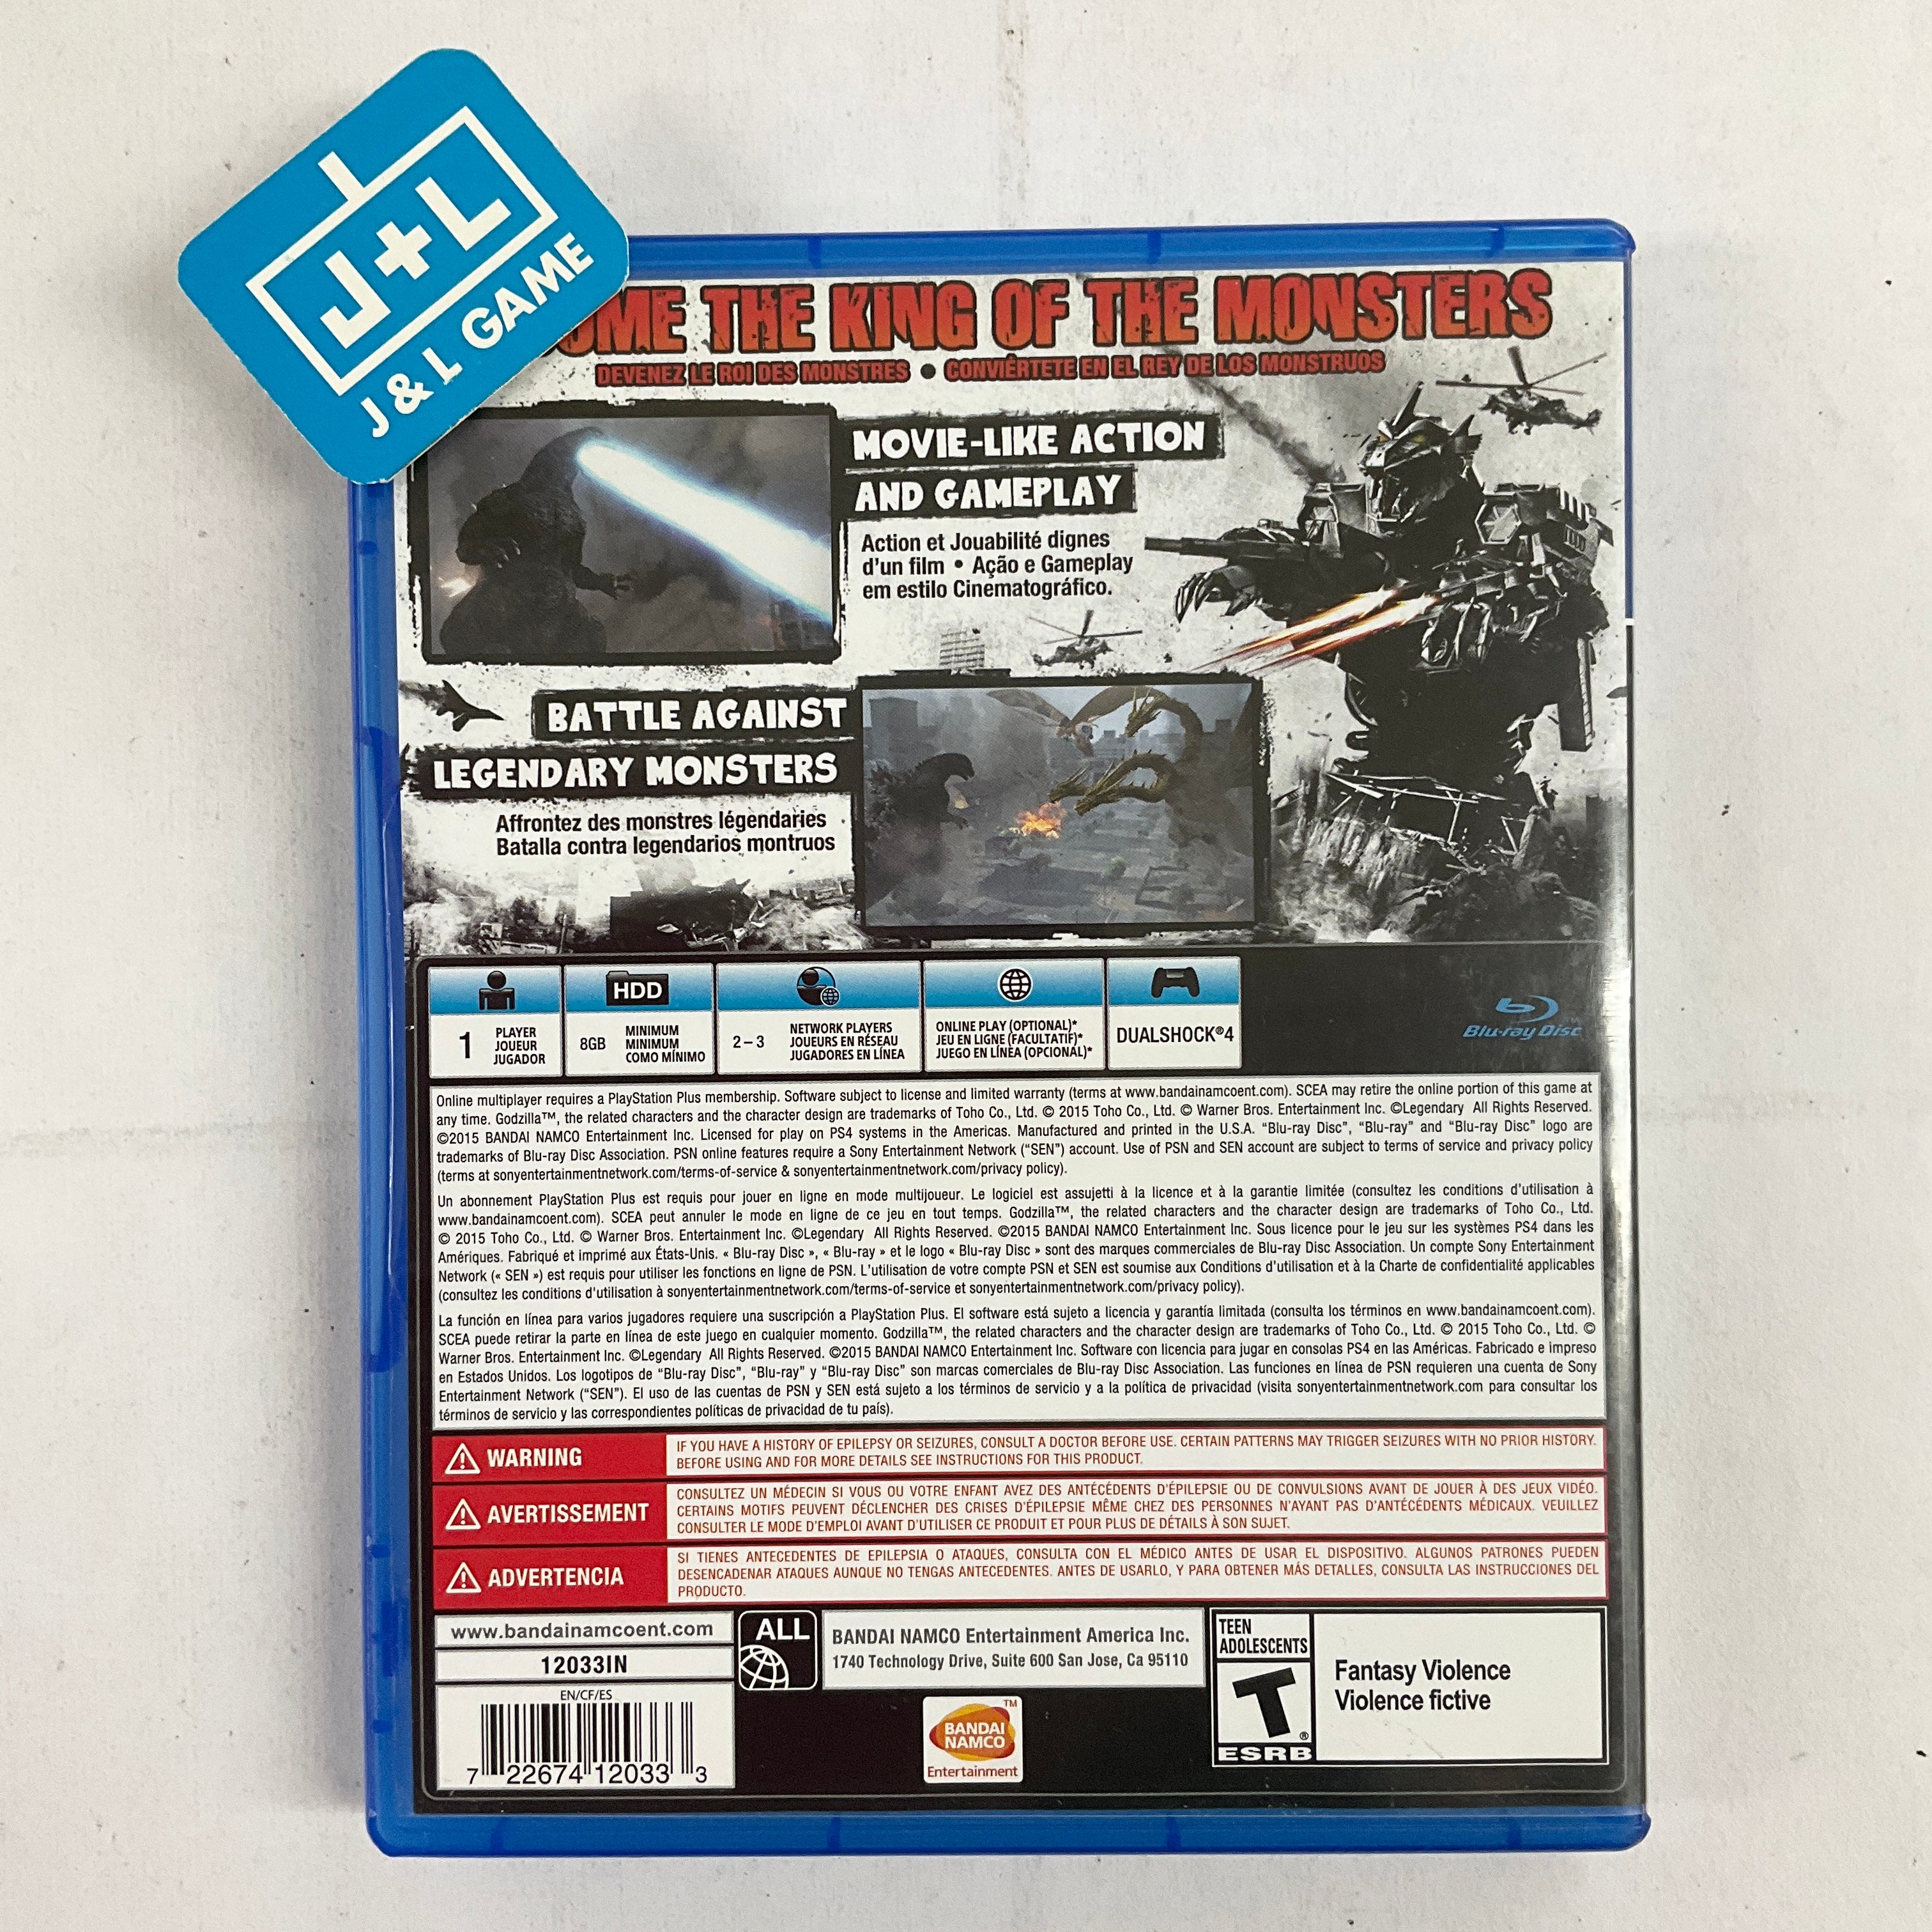 J+L
J & L GAME
THE KING OF THE MONSTERS
DEVENEZ LE ROI DES MONSTRES • CONVIÉRTETE EN EL REY DE LOS MONSTRUOS
MOVIE-LIKE ACTION
AND GAMEPLAY
Action et Jouabilité dignes
d'un film • Ação e Gameplay
em estilo Cinematográfico.
BATTLE AGAINST
LEGENDARY MONSTERS
Affrontez des monstres légendaries
Batalla contra legendarios montruos
1 PLAYER
JOUEUR
JUGADOR
HDD
8GB MINIMUM
MINIMUM
COMO MÍNIMO
2–3 NETWORK PLAYERS
JOUEURS EN RÉSEAU
JUGADORES EN LÍNEA
ONLINE PLAY (OPTIONAL)*
JEU EN LIGNE (FACULTATIF)*
JUEGO EN LÍNEA (OPCIONAL)*
DUALSHOCK®4
Blu-ray Disc
Online multiplayer requires a PlayStation Plus membership. Software subject to license and limited warranty (terms at www.bandainamcoent.com). SCEA may retire the online portion of this game at
any time. Godzilla™, the related characters and the character design are trademarks of Toho Co., Ltd. © 2015 Toho Co., Ltd. © Warner Bros. Entertainment Inc. ©Legendary All Rights Reserved.
©2015 BANDAI NAMCO Entertainment Inc. Licensed for play on PS4 systems in the Americas. Manufactured and printed in the U.S.A. “Blu-ray Disc”, “Blu-ray” and “Blu-ray Disc” logo are
trademarks of Blu-ray Disc Association. PSN online features require a Sony Entertainment Network (“SEN”) account. Use of PSN and SEN account are subject to terms of service and privacy policy
(terms at sonyentertainmentnetwork.com/terms-of-service & sonyentertainmentnetwork.com/privacy policy).
Un abonnement PlayStation Plus est requis pour jouer en ligne en mode multijoueur. Le logiciel est assujetti à la licence et à la garantie limitée (consultez les conditions d'utilisation à
www.bandainamcoent.com). SCEA peut annuler le mode en ligne de ce jeu en tout temps. Godzilla™, the related characters and the character design are trademarks of Toho Co., Ltd.
© 2015 Toho Co., Ltd. © Warner Bros. Entertainment Inc. ©Legendary All Rights Reserved. ©2015 BANDAI NAMCO Entertainment Inc. Sous licence pour le jeu sur les systèmes PS4 dans les
Amériques. Fabriqué et imprimé aux États-Unis. « Blu-ray Disc », « Blu-ray » et le logo « Blu-ray Disc » sont des marques commerciales de Blu-ray Disc Association. Un compte Sony Entertainment
Network (« SEN ») est requis pour utiliser les fonctions en ligne de PSN. L'utilisation de votre compte PSN et SEN est soumise aux Conditions d'utilisation et à la Charte de confidentialité applicables
(consultez les conditions d'utilisation à sonyentertainmentnetwork.com/terms-of-service et sonyentertainmentnetwork.com/privacy policy).
La función en línea para varios jugadores requiere una suscripción a PlayStation Plus. El software está sujeto a licencia y garantía limitada (consulta los términos en www.bandainamcoent.com).
SCEA puede retirar la parte en línea de este juego en cualquier momento. Godzilla™, the related characters and the character design are trademarks of Toho Co., Ltd. © 2015 Toho Co., Ltd. ©
Warner Bros. Entertainment Inc. ©Legendary All Rights Reserved. ©2015 BANDAI NAMCO Entertainment Inc. Software con licencia para jugar en consolas PS4 en las Américas. Fabricado e impreso
en Estados Unidos. Los logotipos de “Blu-ray Disc”, “Blu-ray” y “Blu-ray Disc” son marcas comerciales de Blu-ray Disc Association. Las funciones en línea de PSN requieren una cuenta de Sony
Entertainment Network (“SEN”). El uso de las cuentas de PSN y SEN está sujeto a los términos de servicio y a la política de privacidad (visita sonyentertainmentnetwork.com para consultar los
términos de servicio y las correspondientes políticas de privacidad de tu país).
WARNING
IF YOU HAVE A HISTORY OF EPILEPSY OR SEIZURES, CONSULT A DOCTOR BEFORE USE. CERTAIN PATTERNS MAY TRIGGER SEIZURES WITH NO PRIOR HISTORY.
BEFORE USING AND FOR MORE DETAILS SEE INSTRUCTIONS FOR THIS PRODUCT.
AVERTISSEMENT
CONSULTEZ UN MÉDECIN SI VOUS OU VOTRE ENFANT AVEZ DES ANTÉCÉDENTS D'ÉPILEPSIE OU DE CONVULSIONS AVANT DE JOUER À DES JEUX VIDÉO.
CERTAINS MOTIFS PEUVENT DÉCLENCHER DES CRISES D'ÉPILEPSIE MÊME CHEZ DES PERSONNES N'AYANT PAS D'ANTÉCÉDENTS MÉDICAUX. VEUILLEZ
CONSULTER LE MODE D'EMPLOI AVANT D'UTILISER CE PRODUIT ET POUR PLUS DE DÉTAILS À SON SUJET.
ADVERTENCIA
SI TIENES ANTECEDENTES DE EPILEPSIA O ATAQUES, CONSULTA CON EL MÉDICO ANTES DE USAR EL DISPOSITIVO. ALGUNOS PATRONES PUEDEN
DESENCADENAR ATAQUES AUNQUE NO TENGAS ANTECEDENTES. ANTES DE USARLO, Y PARA OBTENER MÁS DETALLES, CONSULTA LAS INSTRUCCIONES DEL
PRODUCTO.
www.bandainamcoent.com
12033IN
EN/CF/ES
7 22674 12033 3
ALL
BANDAI NAMCO Entertainment America Inc.
1740 Technology Drive, Suite 600 San Jose, Ca 95110
BANDAI
NAMCO
TM
Entertainment
TEEN
ADOLESCENTS
T
®
ESRB
Fantasy Violence
Violence fictive